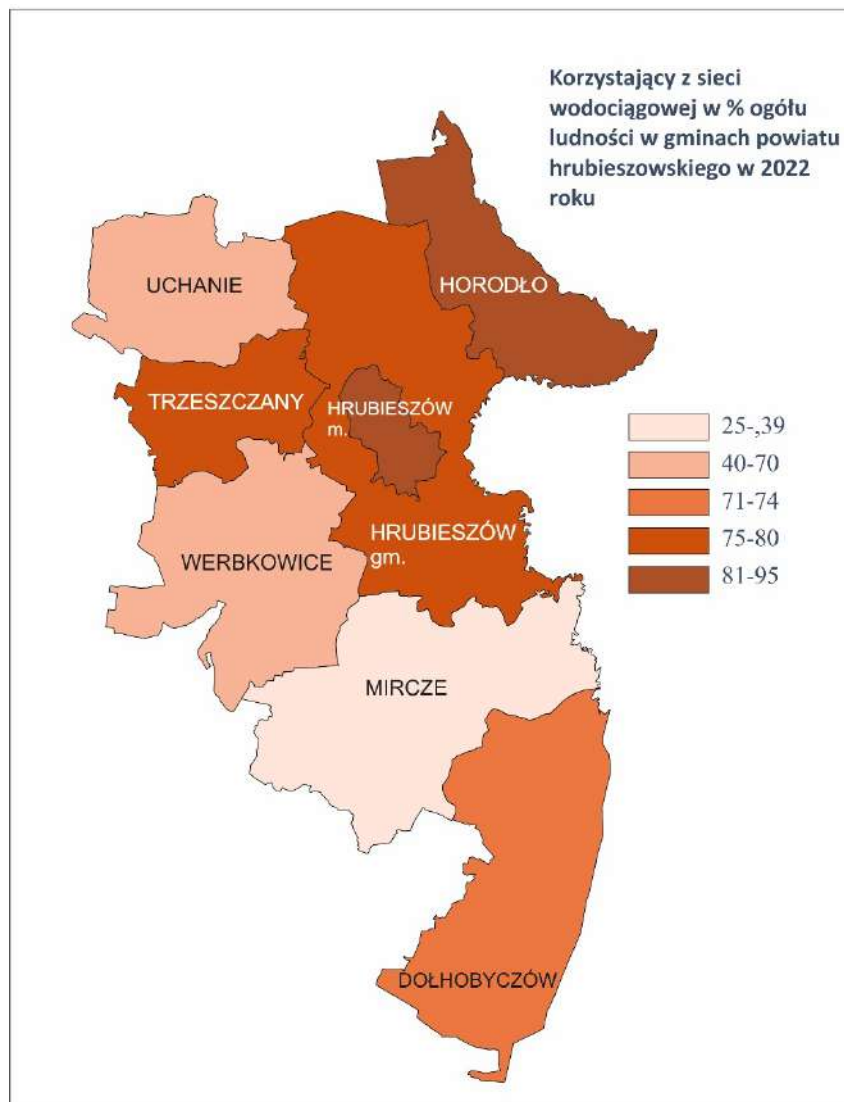 Korzystający z sieci
wodociągowej w % ogółu
ludności w gminach powiatu
hrubieszowskiego w 2022
roku
UCHANIE
HORODŁO
TRZESZCZANY
HRUBIESZÓW
m.
HRUBIESZÓW
gm.
WERBKOWICE
MIRCZE
DOŁHOBYCZÓW
25-,39
40-70
71-74
75-80
81-95